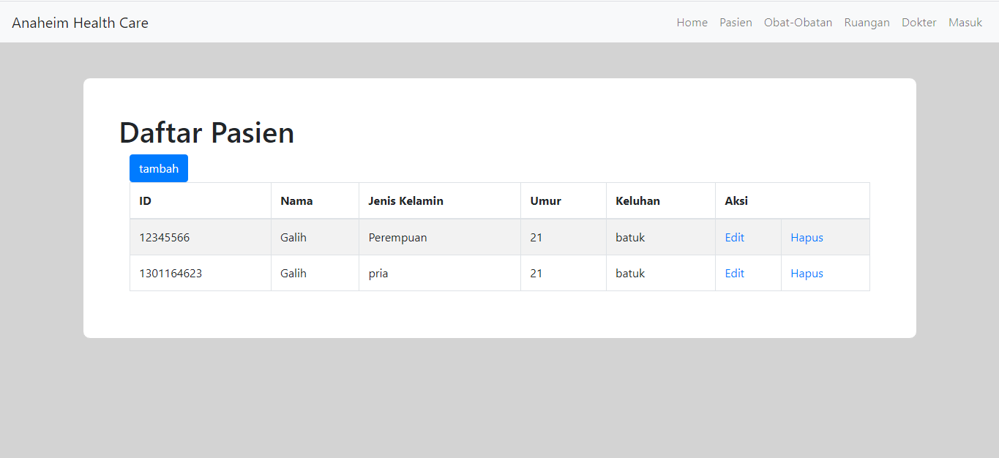 Anaheim Health Care Home Pasien Obat-Obatan Ruangan Dokter Masuk
Daftar Pasien
tambah
ID Nama Jenis Kelamin Umur Keluhan Aksi
12345566 Galih Perempuan 21 batuk Edit Hapus
1301164623 Galih pria 21 batuk Edit Hapus